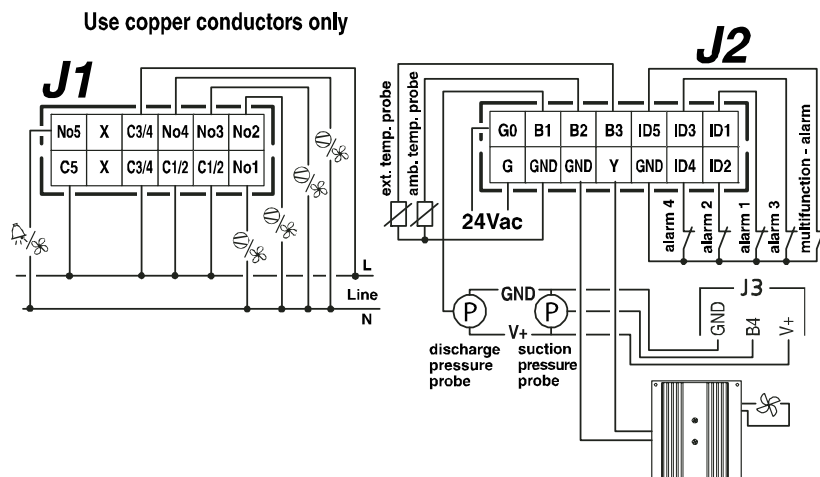 Use copper conductors only
J1
No5 X C3/4 No4 No3 No2
C5 X C3/4 C1/2 C1/2 No1
L
Line
N
J2
ext. temp. probe
amb. temp. probe
G0 B1 B2 B3 ID5 ID3 ID1
G GND GND Y GND ID4 ID2
24Vac
alarm 4
alarm 2
alarm 1
alarm 3
multifunction - alarm
GND
P
P
V+
discharge
pressure
probe
suction
pressure
probe
J3
GND
B4
V+